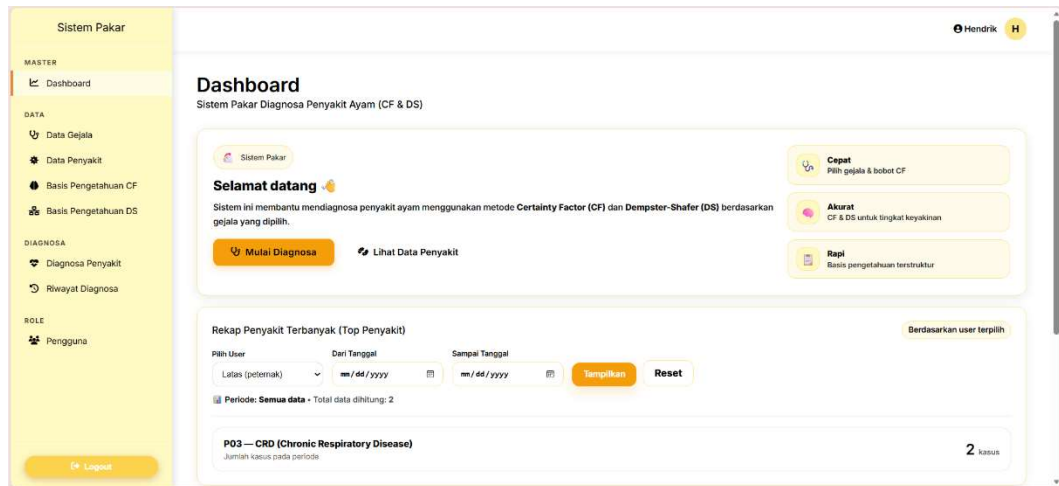 Sistem Pakar
Hendrik H
MASTER
Dashboard
DATA
Data Gejala
Data Penyakit
Basis Pengetahuan CF
Basis Pengetahuan DS
DIAGNOSA
Diagnosa Penyakit
Riwayat Diagnosa
ROLE
Pengguna
Logout
Dashboard
Sistem Pakar Diagnosa Penyakit Ayam (CF & DS)
Sistem Pakar
Selamat datang
Sistem ini membantu mendiagnosa penyakit ayam menggunakan metode Certainty Factor (CF) dan Dempster-Shafer (DS) berdasarkan
gejala yang dipilih.
Mulai Diagnosa
Lihat Data Penyakit
Cepat
Pilih gejala & bobot CF
Akurat
CF & DS untuk tingkat keyakinan
Rapi
Basis pengetahuan terstruktur
Rekap Penyakit Terbanyak (Top Penyakit)
Berdasarkan user terpilih
Pilih User
Dari Tanggal
Sampai Tanggal
Latas (peternak)
mm/dd/yyyy
mm/dd/yyyy
Tampilkan
Reset
Periode: Semua data • Total data dihitung: 2
P03 — CRD (Chronic Respiratory Disease)
Jumlah kasus pada periode
2 kasus